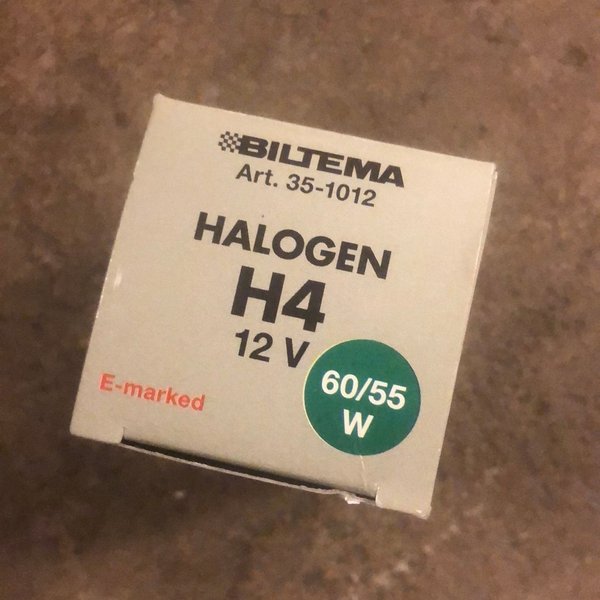 BILTEMA
Art. 35-1012
HALOGEN
H4
12 V
60/55
W
E-marked